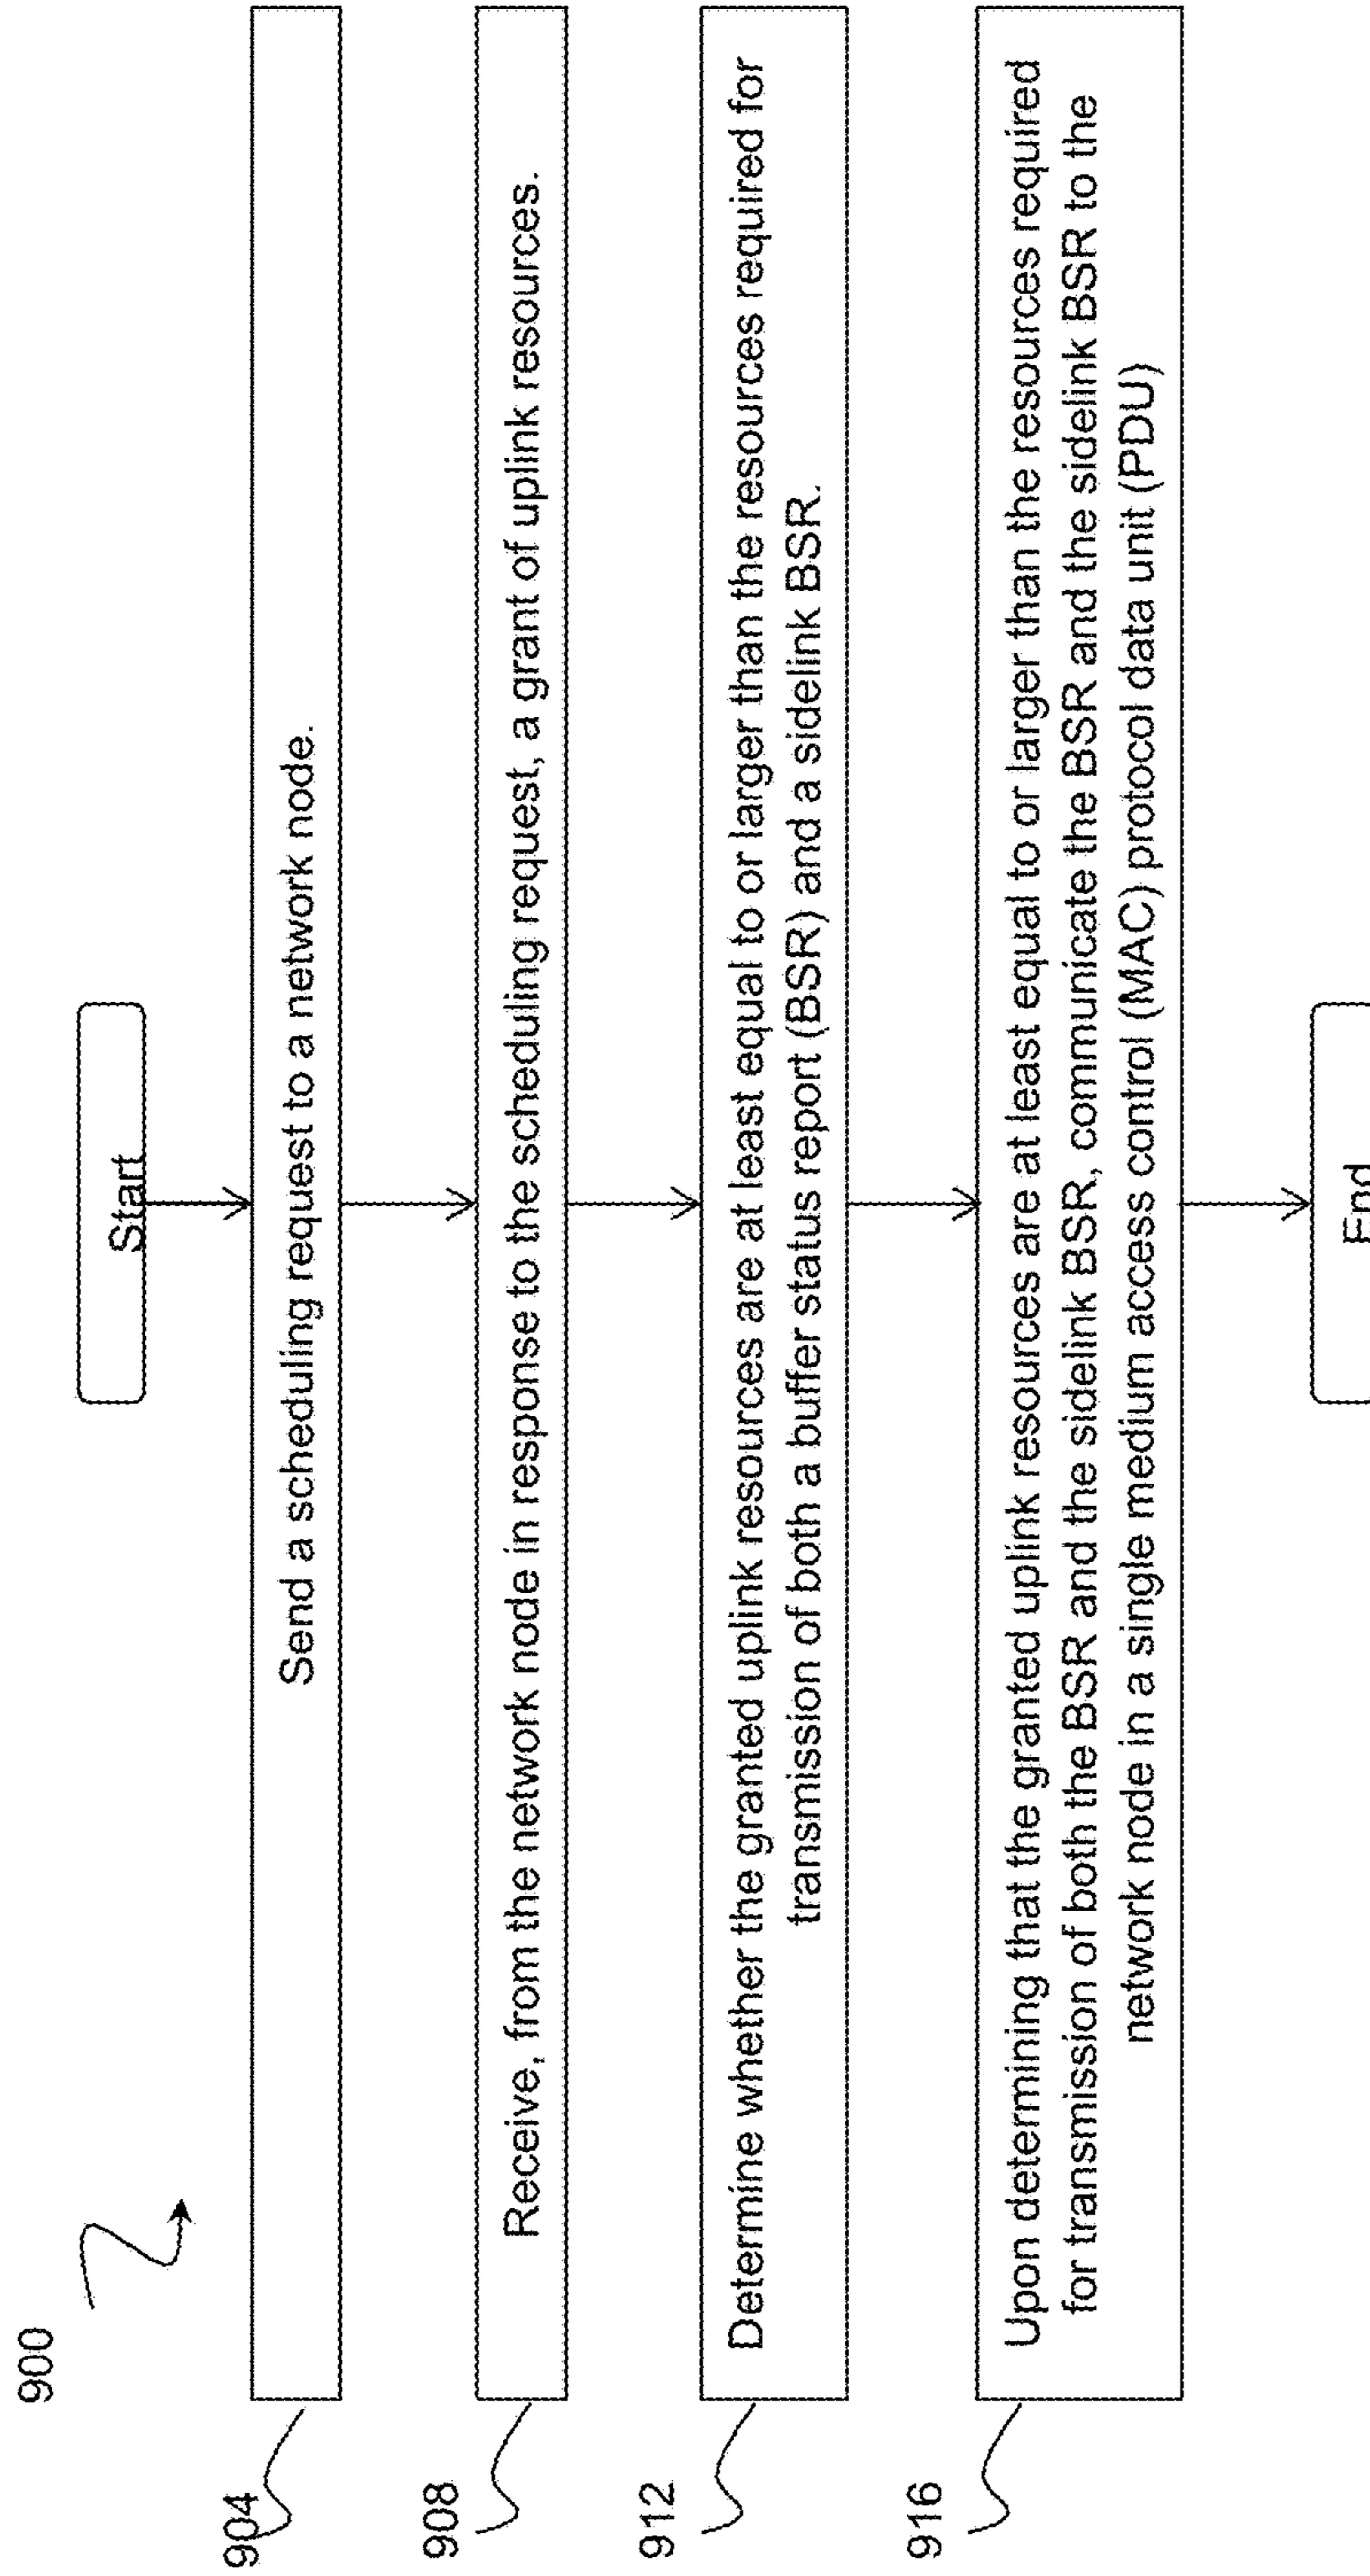 900
Start
904
Send a scheduling request to a network node.
908
Receive, from the network node in response to the scheduling request, a grant of uplink resources.
912
Determine whether the granted uplink resources are at least equal to or larger than the resources required for
transmission of both a buffer status report (BSR) and a sidelink BSR.
916
Upon determining that the granted uplink resources are at least equal to or larger than the resources required
for transmission of both the BSR and the sidelink BSR, communicate the BSR and the sidelink BSR to the
network node in a single medium access control (MAC) protocol data unit (PDU)
End